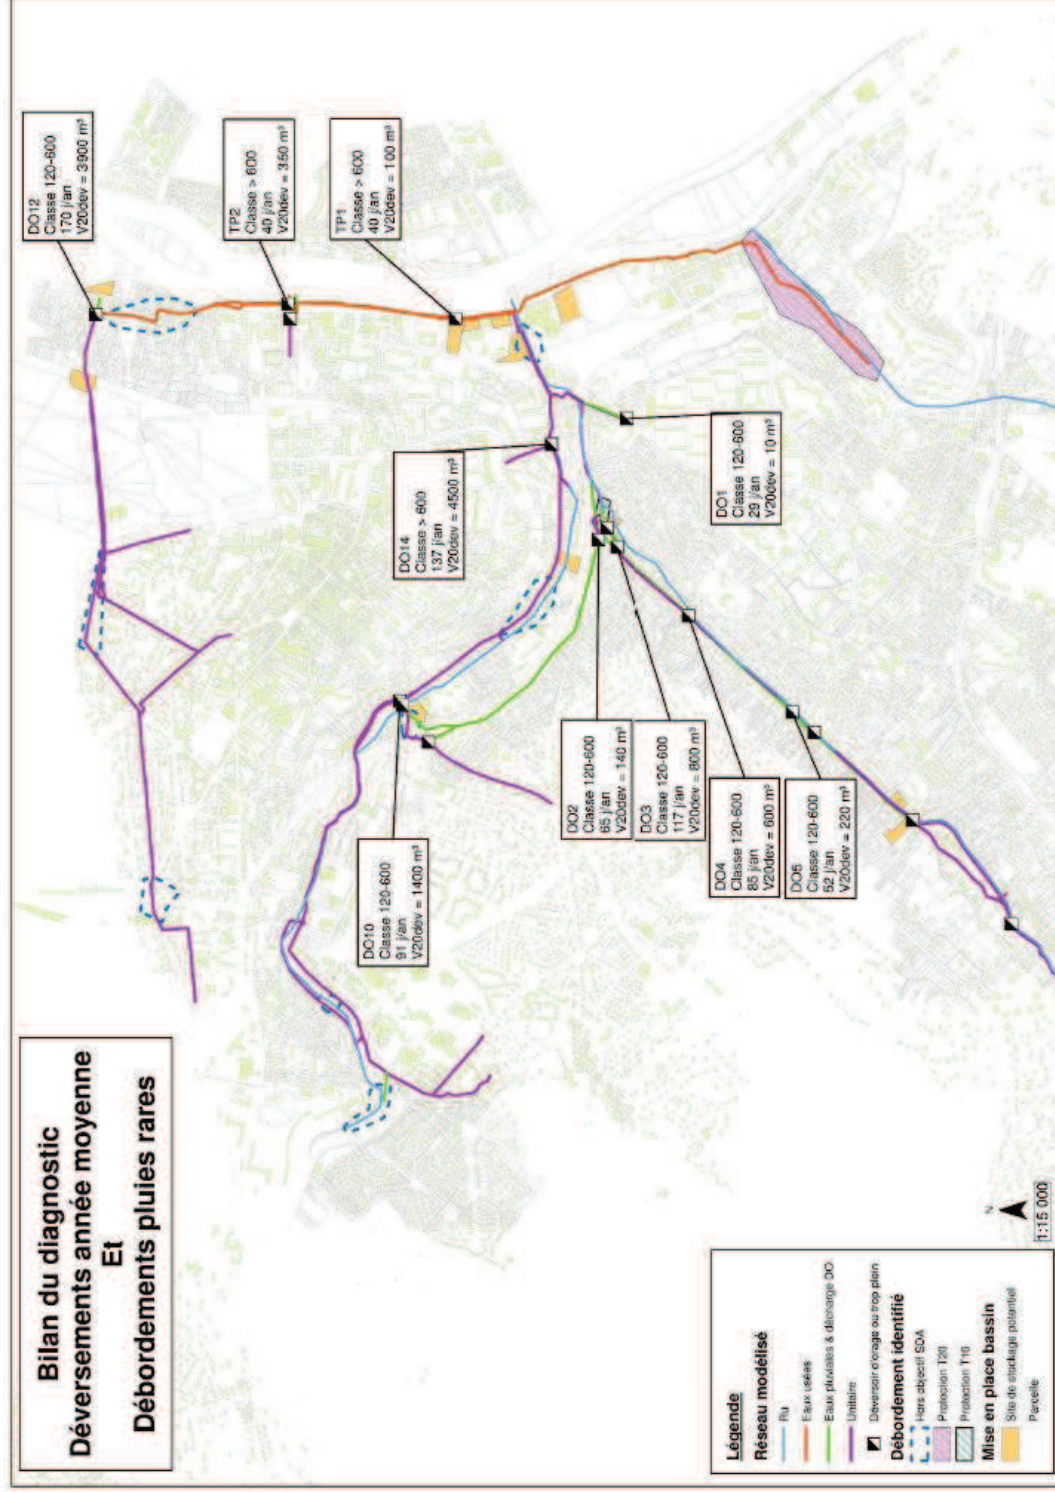 Bilan du diagnostic
Déversements année moyenne
Et
Débordements pluies rares
DO12
Classe 120-600
170 j/an
V20dev = 3900 m³
TP2
Classe > 600
40 j/an
V20dev = 350 m³
TP1
Classe > 600
40 j/an
V20dev = 100 m³
DO14
Classe > 600
137 j/an
V20dev = 4500 m³
DO10
Classe 120-600
91 j/an
V20dev = 1400 m³
DO1
Classe 120-600
29 j/an
V20dev = 10 m³
DO2
Classe 120-600
65 j/an
V20dev = 140 m³
DO3
Classe 120-600
117 j/an
V20dev = 800 m³
DO4
Classe 120-600
85 j/an
V20dev = 600 m³
DO5
Classe 120-600
52 j/an
V20dev = 220 m³
Légende
Réseau modélisé
Ru
Eaux usées
Eaux pluviales & décharge DO
Unitaire
Déversoir d'orage ou trop plein
Débordement identifié
Hors objectif SDA
Protection T20
Protection T10
Mise en place bassin
Site de stockage potentiel
Parcelle
N
1:15 000